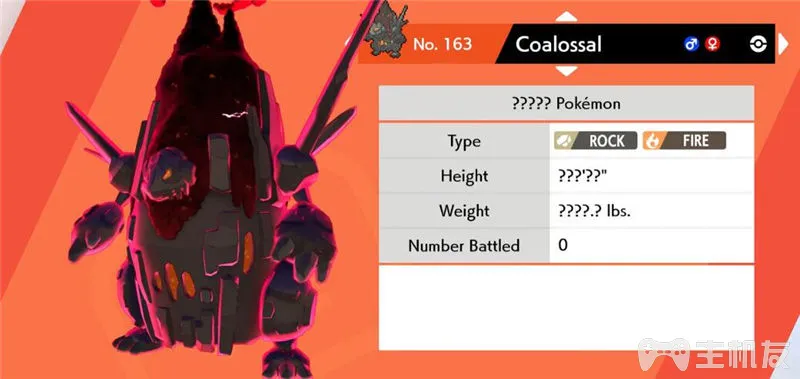 No. 163 Coalossal
????? Pokémon
Type ROCK FIRE
Height ???'??"
Weight ????.? lbs.
Number Battled 0
主机友